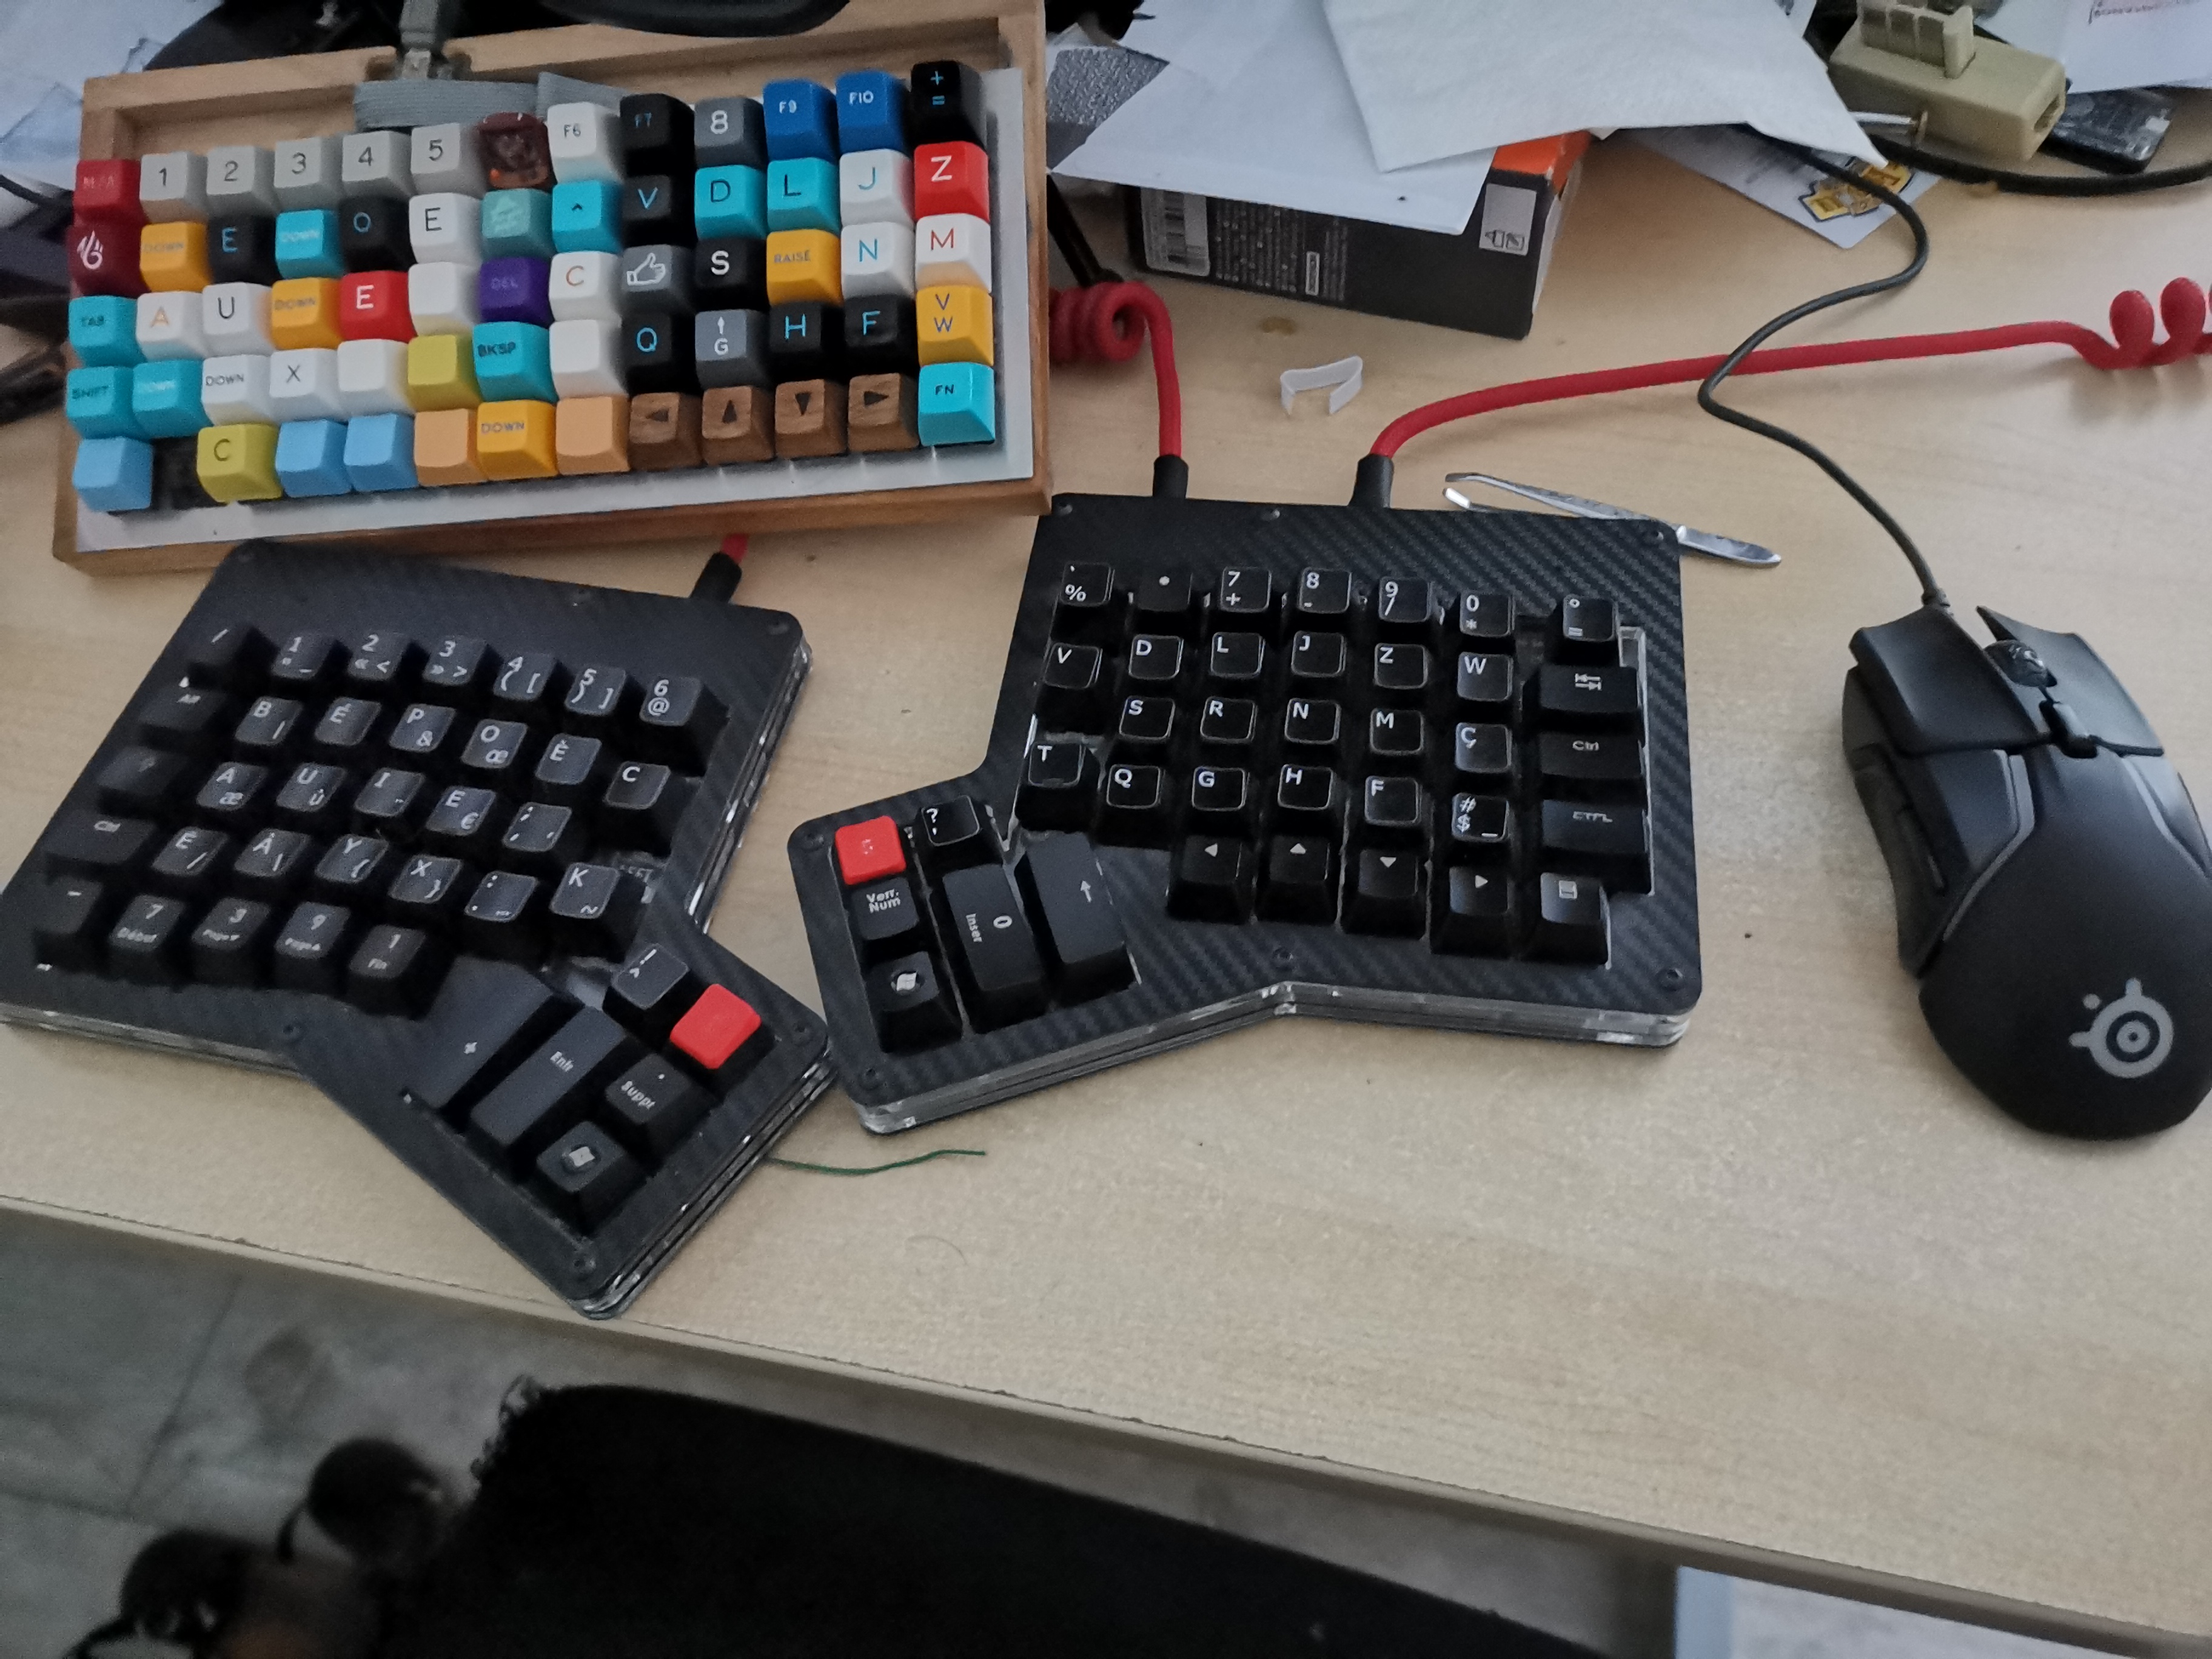 1 2 3 4 5 F6 F7 8 F9 F10 + =
DOWN E DOWN O E ^ V D L J Z
TAB A U DOWN E DEL C S RAISE N M
SHIFT DOWN DOWN X BKSP Q G H F V W
C DOWN FN
/ 1 " _ 2 « < 3 » > 4 ( [ 5 ) ] 6 @
Alt B | É P & O œ È
A æ U ù I ¨ E € ; , C
Ctrl Ê / À \ Y { X } : … K ~
7 Début 3 Page 9 Page 1 Fin
! ^
Entr
. Suppr
` % 7 + 8 - 9 / 0 * ° =
V D L J Z W
S R N M Ç Ctrl
T Q G H F # $ _ CTRL
? '
Verr. Num
0 Inser